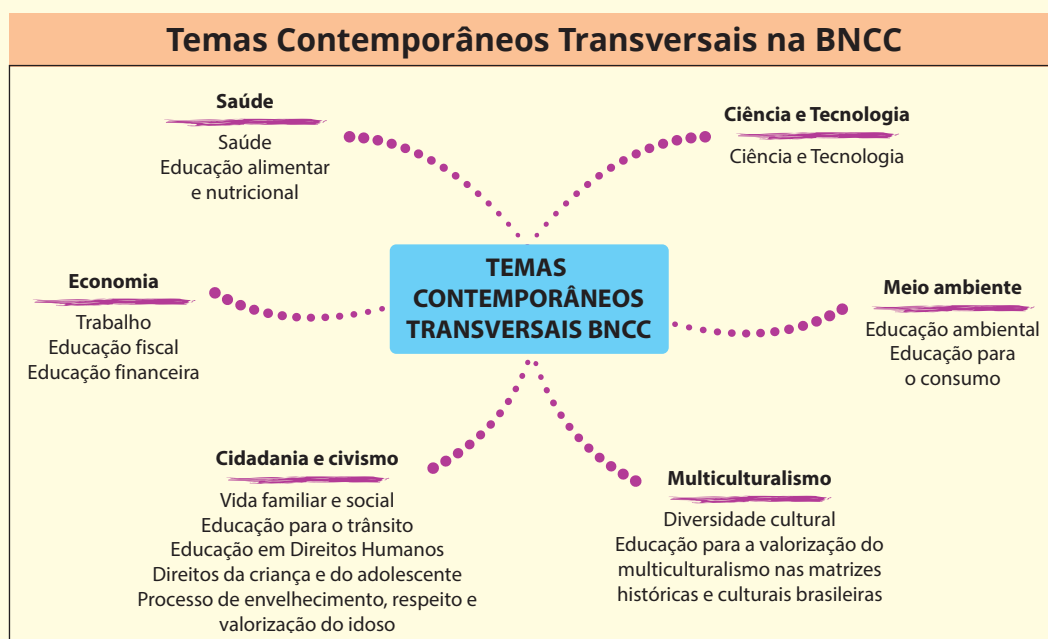 Temas Contemporâneos Transversais na BNCC
Saúde
Saúde
Educação alimentar
e nutricional
Ciência e Tecnologia
Ciência e Tecnologia
Economia
Trabalho
Educação fiscal
Educação financeira
TEMAS
CONTEMPORÂNEOS
TRANSVERSAIS BNCC
Meio ambiente
Educação ambiental
Educação para
o consumo
Cidadania e civismo
Vida familiar e social
Educação para o trânsito
Educação em Direitos Humanos
Direitos da criança e do adolescente
Processo de envelhecimento, respeito e
valorização do idoso
Multiculturalismo
Diversidade cultural
Educação para a valorização do
multiculturalismo nas matrizes
históricas e culturais brasileiras